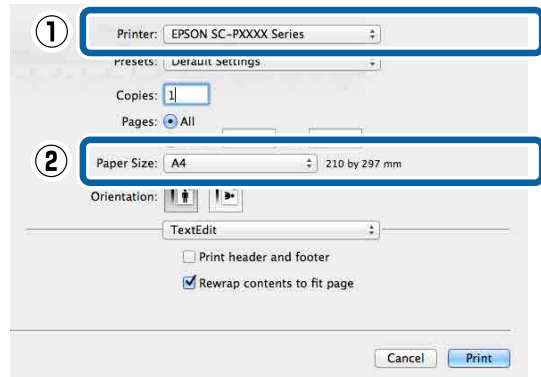 ①
Printer: EPSON SC-PXXXX Series
Presets: Default Settings
Copies: 1
Pages: All
②
Paper Size: A4 210 by 297 mm
Orientation:
TextEdit
Print header and footer
Rewrap contents to fit page
Cancel Print